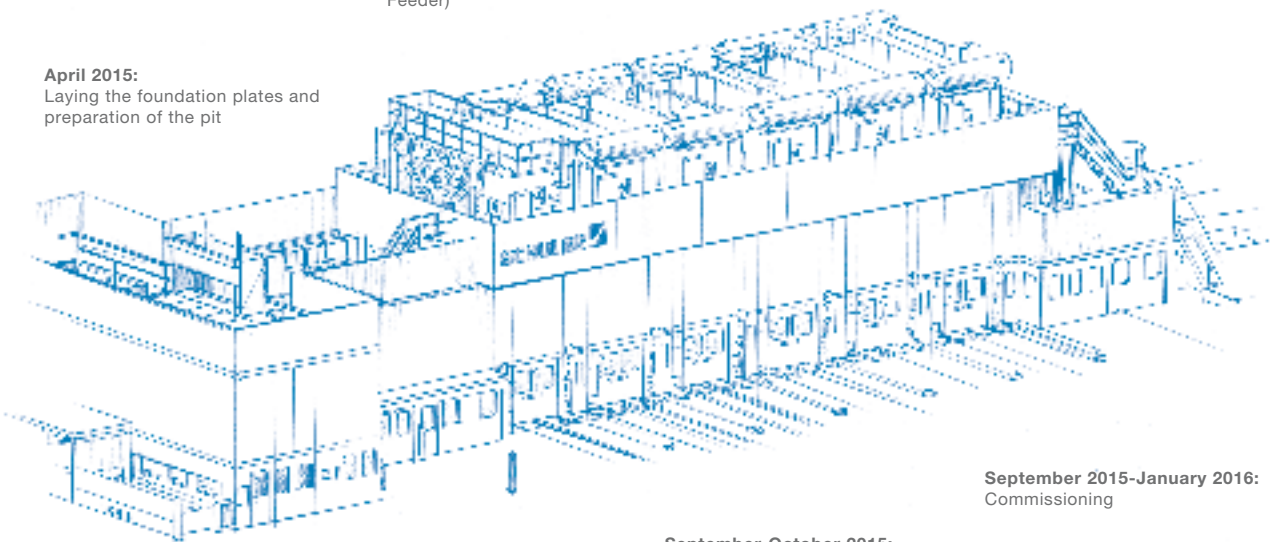 Feeder)
April 2015:
Laying the foundation plates and
preparation of the pit
SCHULER
September 2015-January 2016:
Commissioning
September-October 2015: